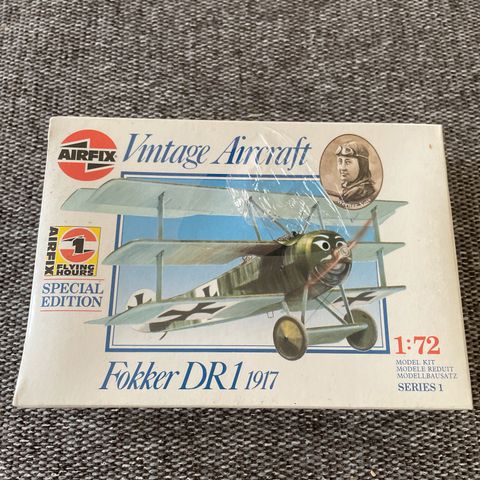 AIRFIX
Vintage Aircraft
AIRFIX
1
FLYING
HOURS
SPECIAL
EDITION
1:72
MODEL KIT
MODELE REDUIT
MODELLBAUSATZ
SERIES 1
Fokker DR1 1917